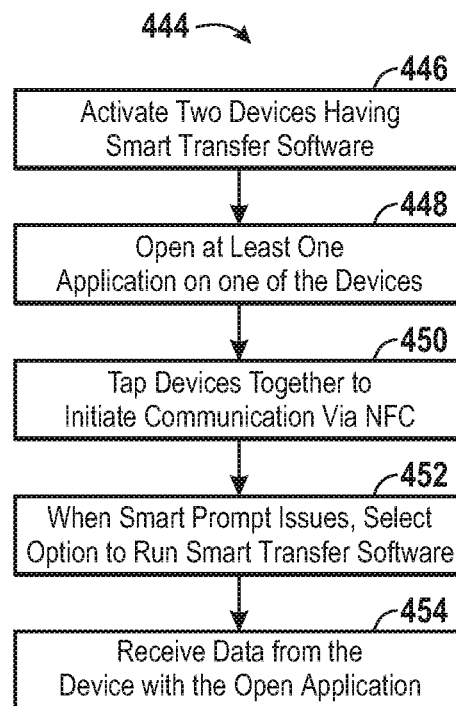 444
446
Activate Two Devices Having
Smart Transfer Software
448
Open at Least One
Application on one of the Devices
450
Tap Devices Together to
Initiate Communication Via NFC
452
When Smart Prompt Issues, Select
Option to Run Smart Transfer Software
454
Receive Data from the
Device with the Open Application